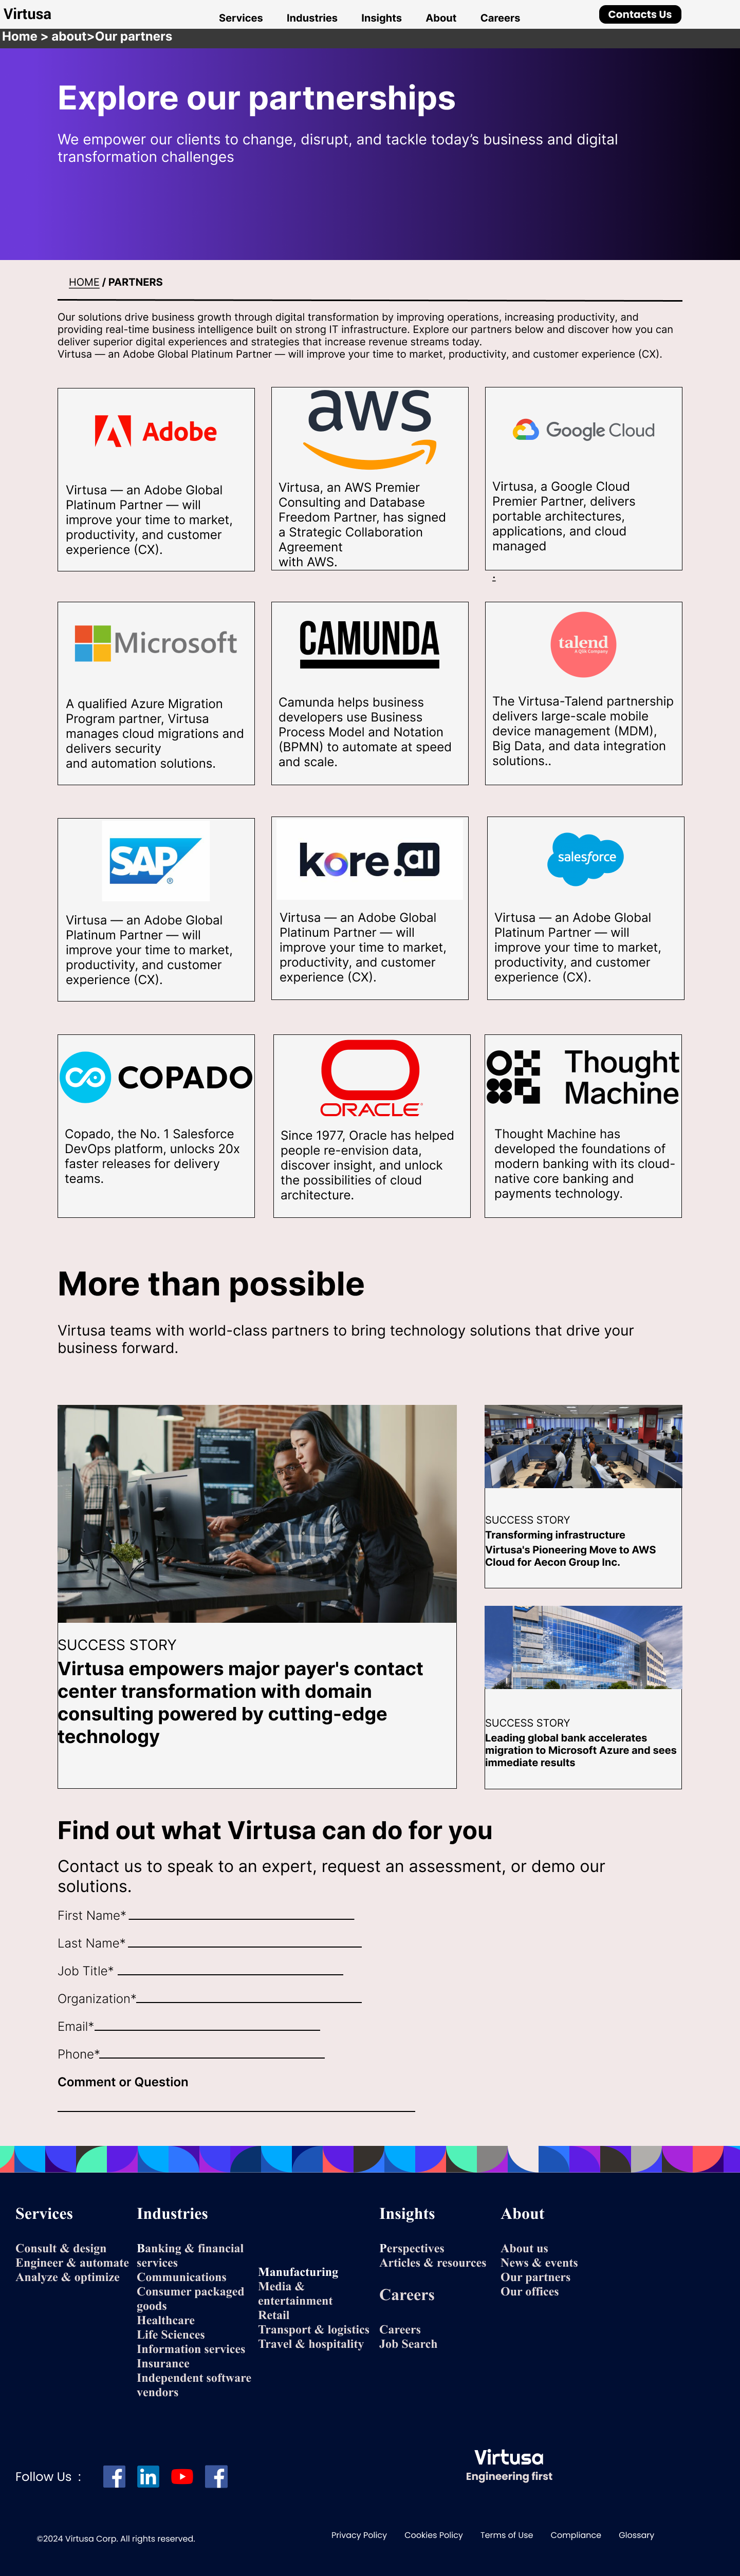 Virtusa
Services Industries Insights About Careers
Contacts Us
Home > about>Our partners
Explore our partnerships
We empower our clients to change, disrupt, and tackle today's business and digital
transformation challenges
HOME / PARTNERS
Our solutions drive business growth through digital transformation by improving operations, increasing productivity, and
providing real-time business intelligence built on strong IT infrastructure. Explore our partners below and discover how you can
deliver superior digital experiences and strategies that increase revenue streams today.
Virtusa — an Adobe Global Platinum Partner — will improve your time to market, productivity, and customer experience (CX).
Adobe
Virtusa — an Adobe Global
Platinum Partner — will
improve your time to market,
productivity, and customer
experience (CX).
aws
Virtusa, an AWS Premier
Consulting and Database
Freedom Partner, has signed
a Strategic Collaboration
Agreement
with AWS.
Google Cloud
Virtusa, a Google Cloud
Premier Partner, delivers
portable architectures,
applications, and cloud
managed
.
Microsoft
A qualified Azure Migration
Program partner, Virtusa
manages cloud migrations and
delivers security
and automation solutions.
CAMUNDA
Camunda helps business
developers use Business
Process Model and Notation
(BPMN) to automate at speed
and scale.
talend
a Qlik Company
The Virtusa-Talend partnership
delivers large-scale mobile
device management (MDM),
Big Data, and data integration
solutions..
SAP®
Virtusa — an Adobe Global
Platinum Partner — will
improve your time to market,
productivity, and customer
experience (CX).
kore.ai
Virtusa — an Adobe Global
Platinum Partner — will
improve your time to market,
productivity, and customer
experience (CX).
salesforce
Virtusa — an Adobe Global
Platinum Partner — will
improve your time to market,
productivity, and customer
experience (CX).
COPADO
Copado, the No. 1 Salesforce
DevOps platform, unlocks 20x
faster releases for delivery
teams.
ORACLE
Since 1977, Oracle has helped
people re-envision data,
discover insight, and unlock
the possibilities of cloud
architecture.
Thought
Machine
Thought Machine has
developed the foundations of
modern banking with its cloud-
native core banking and
payments technology.
More than possible
Virtusa teams with world-class partners to bring technology solutions that drive your
business forward.
SUCCESS STORY
Virtusa empowers major payer's contact
center transformation with domain
consulting powered by cutting-edge
technology
SUCCESS STORY
Transforming infrastructure
Virtusa's Pioneering Move to AWS
Cloud for Aecon Group Inc.
SUCCESS STORY
Leading global bank accelerates
migration to Microsoft Azure and sees
immediate results
Find out what Virtusa can do for you
Contact us to speak to an expert, request an assessment, or demo our
solutions.
First Name*
Last Name*
Job Title*
Organization*
Email*
Phone*
Comment or Question
Services
Consult & design
Engineer & automate
Analyze & optimize
Industries
Banking & financial
services
Communications
Consumer packaged
goods
Healthcare
Life Sciences
Information services
Insurance
Independent software
vendors
Manufacturing
Media &
entertainment
Retail
Transport & logistics
Travel & hospitality
Insights
Perspectives
Articles & resources
Careers
Careers
Job Search
About
About us
News & events
Our partners
Our offices
Follow Us :
Virtusa
Engineering first
©2024 Virtusa Corp. All rights reserved.
Privacy Policy Cookies Policy Terms of Use Compliance Glossary